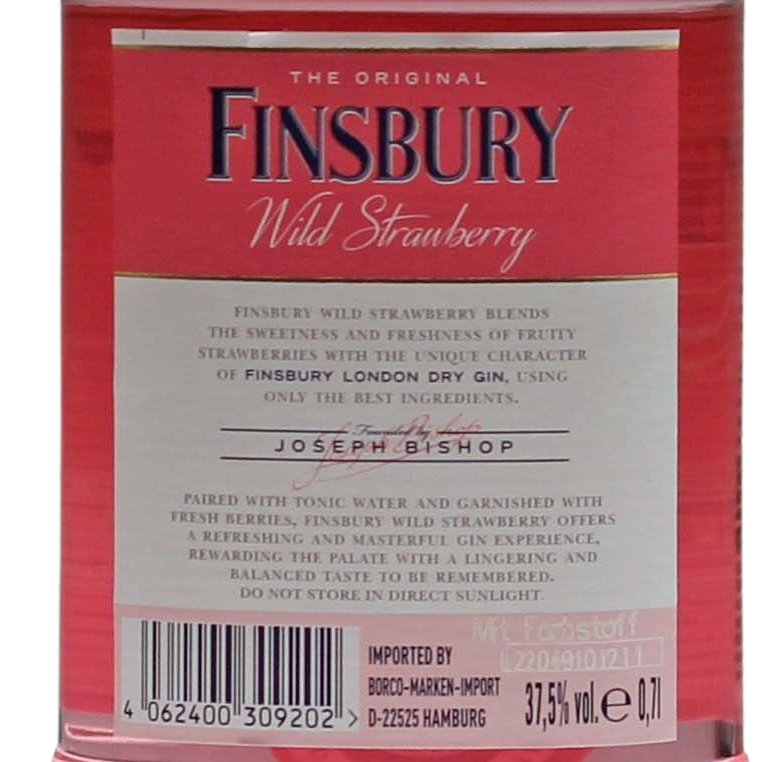 THE ORIGINAL
FINSBURY
Wild Strawberry
FINSBURY WILD STRAWBERRY BLENDS
THE SWEETNESS AND FRESHNESS OF FRUITY
STRAWBERRIES WITH THE UNIQUE CHARACTER
OF FINSBURY LONDON DRY GIN, USING
ONLY THE BEST INGREDIENTS.
Founded by
JOSEPH BISHOP
PAIRED WITH TONIC WATER AND GARNISHED WITH
FRESH BERRIES, FINSBURY WILD STRAWBERRY OFFERS
A REFRESHING AND MASTERFUL GIN EXPERIENCE,
REWARDING THE PALATE WITH A LINGERING AND
BALANCED TASTE TO BE REMEMBERED.
DO NOT STORE IN DIRECT SUNLIGHT.
Mit Farbstoff
IMPORTED BY
BORCO-MARKEN-IMPORT
D-22525 HAMBURG
37,5% vol. e 0,7l
4 062400 309202 >